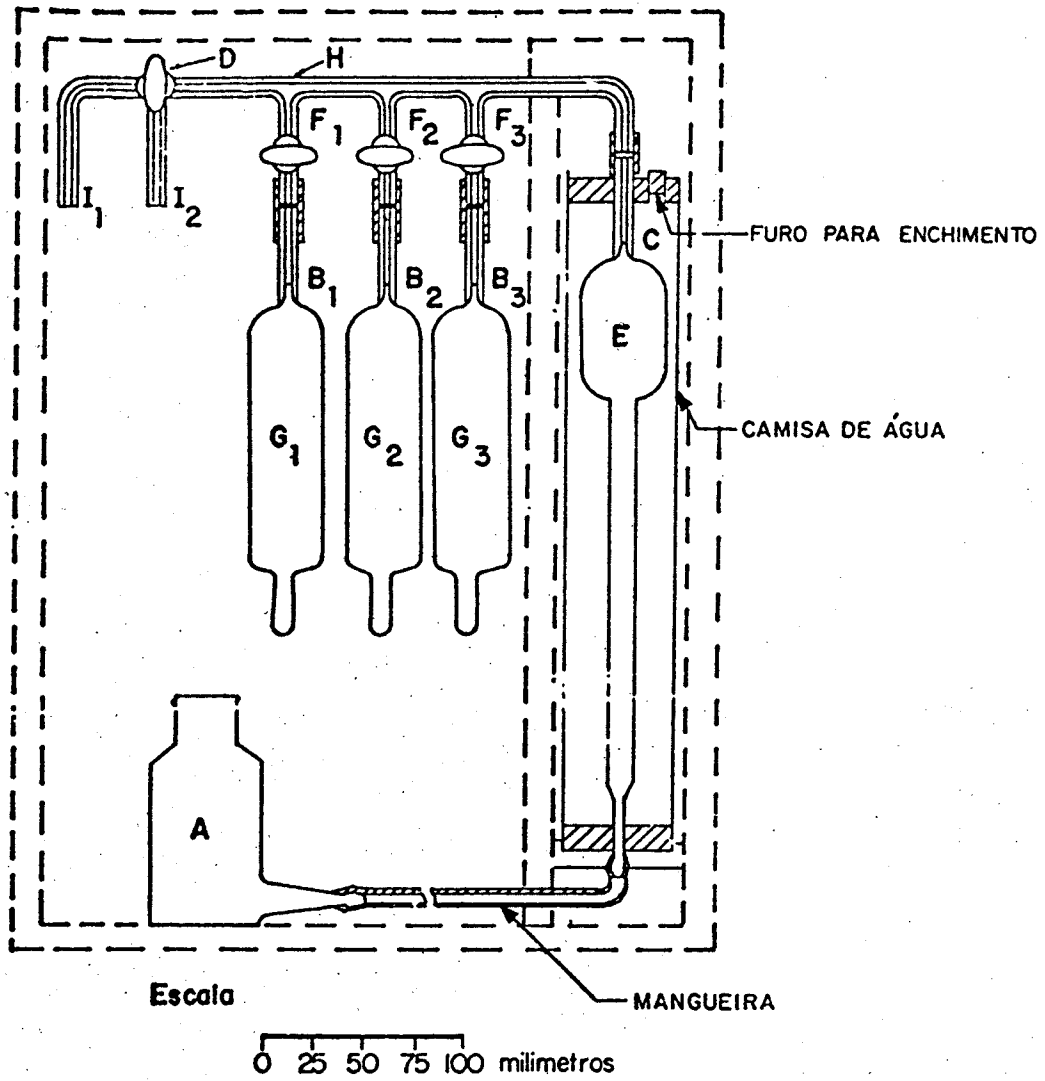 D
H
F1
F2
F3
I1
I2
C
FURO PARA ENCHIMENTO
B1
B2
B3
E
CAMISA DE ÁGUA
G1
G2
G3
A
MANGUEIRA
Escala
0 25 50 75 100 milimetros